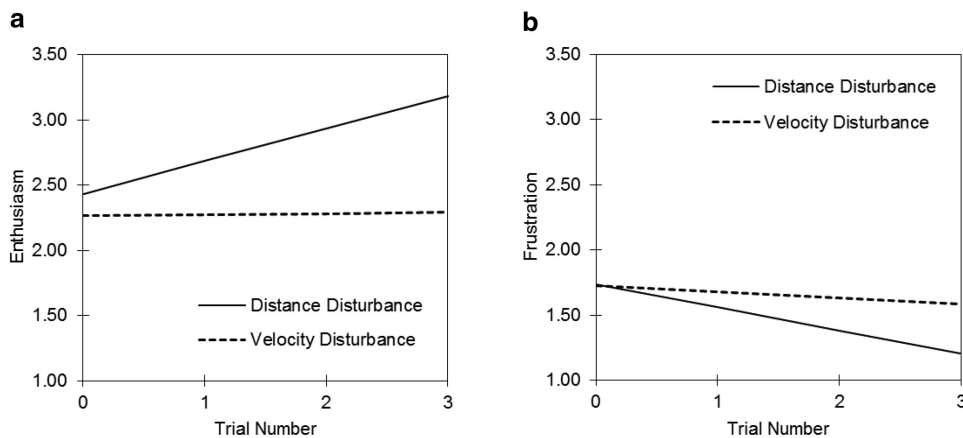 a
3.50
3.00
2.50
2.00
1.50
1.00
Enthusiasm
Distance Disturbance
Velocity Disturbance
0 1 2 3
Trial Number
b
3.50
3.00
2.50
2.00
1.50
1.00
Frustration
Distance Disturbance
Velocity Disturbance
0 1 2 3
Trial Number